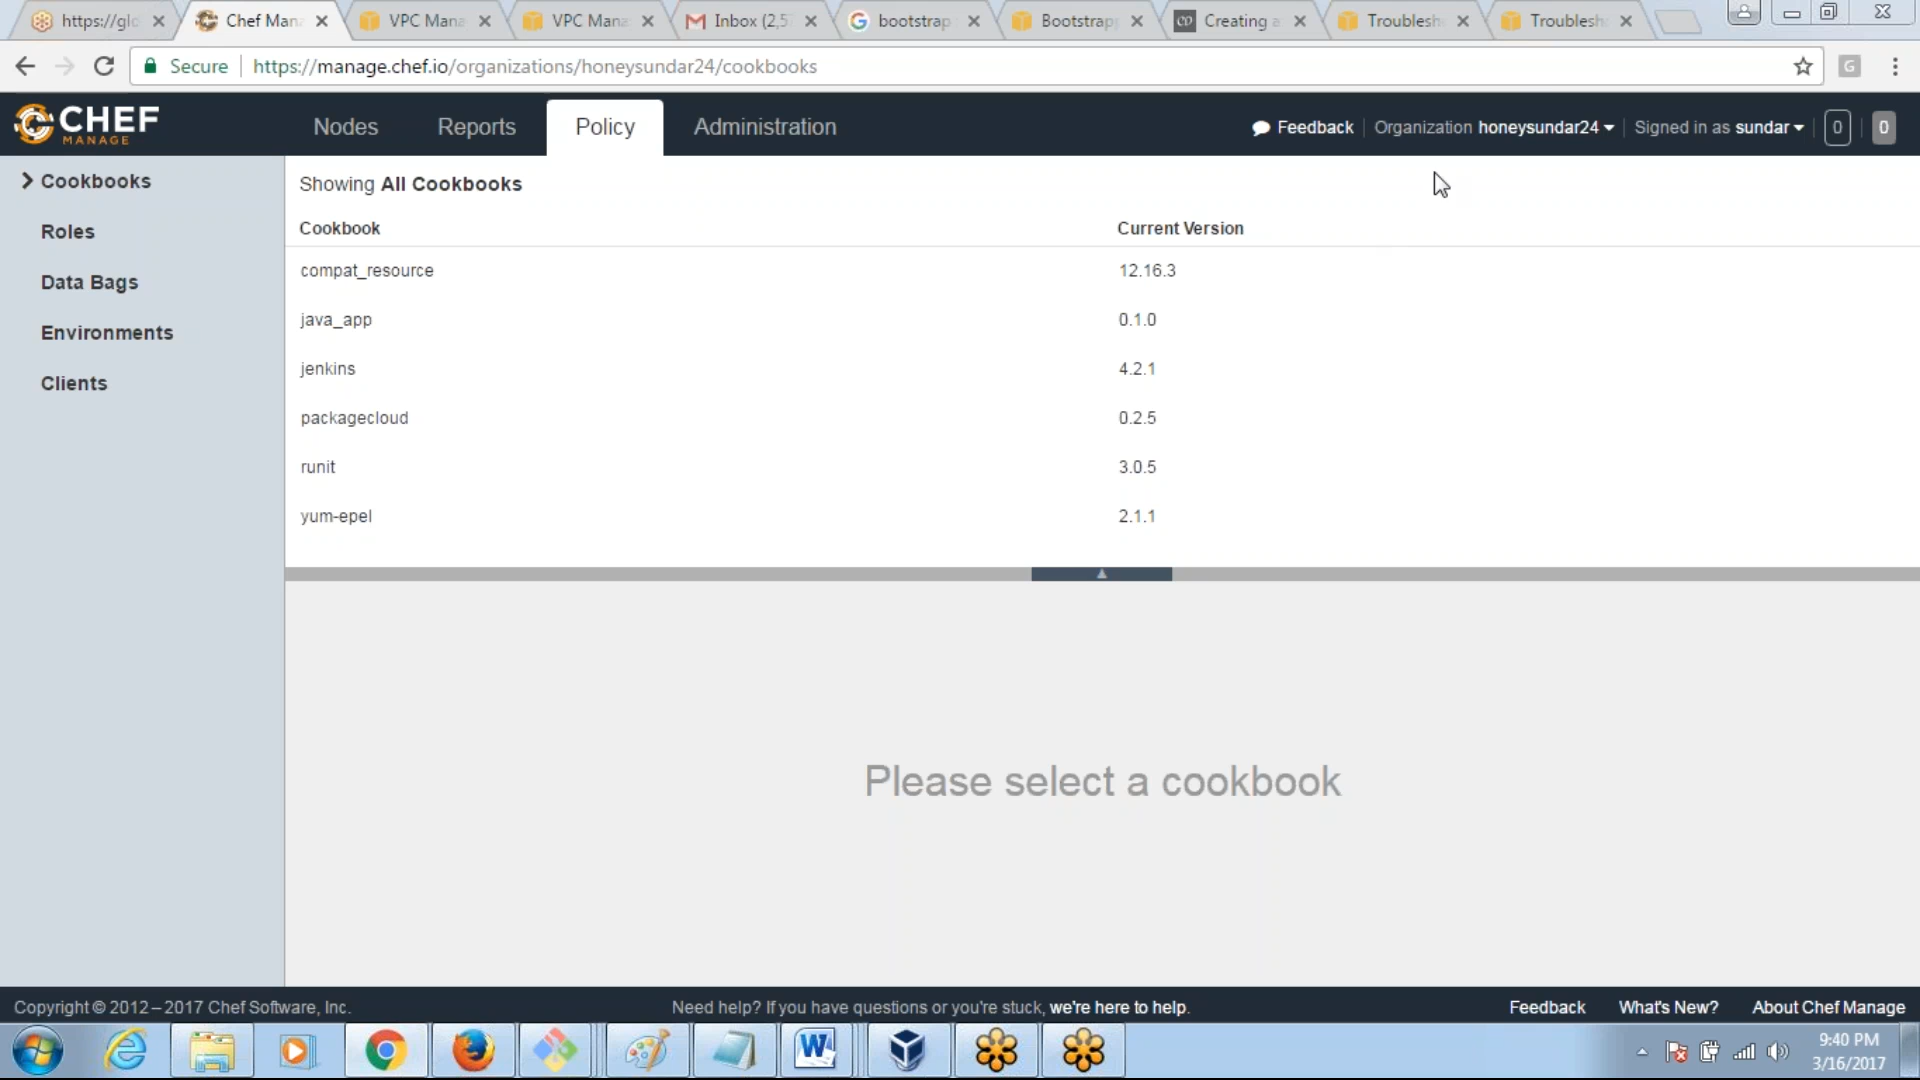 https://glo
Chef Mana
VPC Mana
VPC Mana
Inbox (2,5
bootstrap
Bootstrapp
Creating a
Troublesh
Troublesh
Secure
https://manage.chef.io/organizations/honeysundar24/cookbooks
CHEF
MANAGE
Nodes
Reports
Policy
Administration
Feedback
Organization honeysundar24
Signed in as sundar
0
0
Cookbooks
Roles
Data Bags
Environments
Clients
Showing All Cookbooks
Cookbook Current Version
compat_resource 12.16.3
java_app 0.1.0
jenkins 4.2.1
packagecloud 0.2.5
runit 3.0.5
yum-epel 2.1.1
Please select a cookbook
Copyright © 2012 – 2017 Chef Software, Inc.
Need help? If you have questions or you're stuck, we're here to help.
Feedback
What's New?
About Chef Manage
9:40 PM
3/16/2017